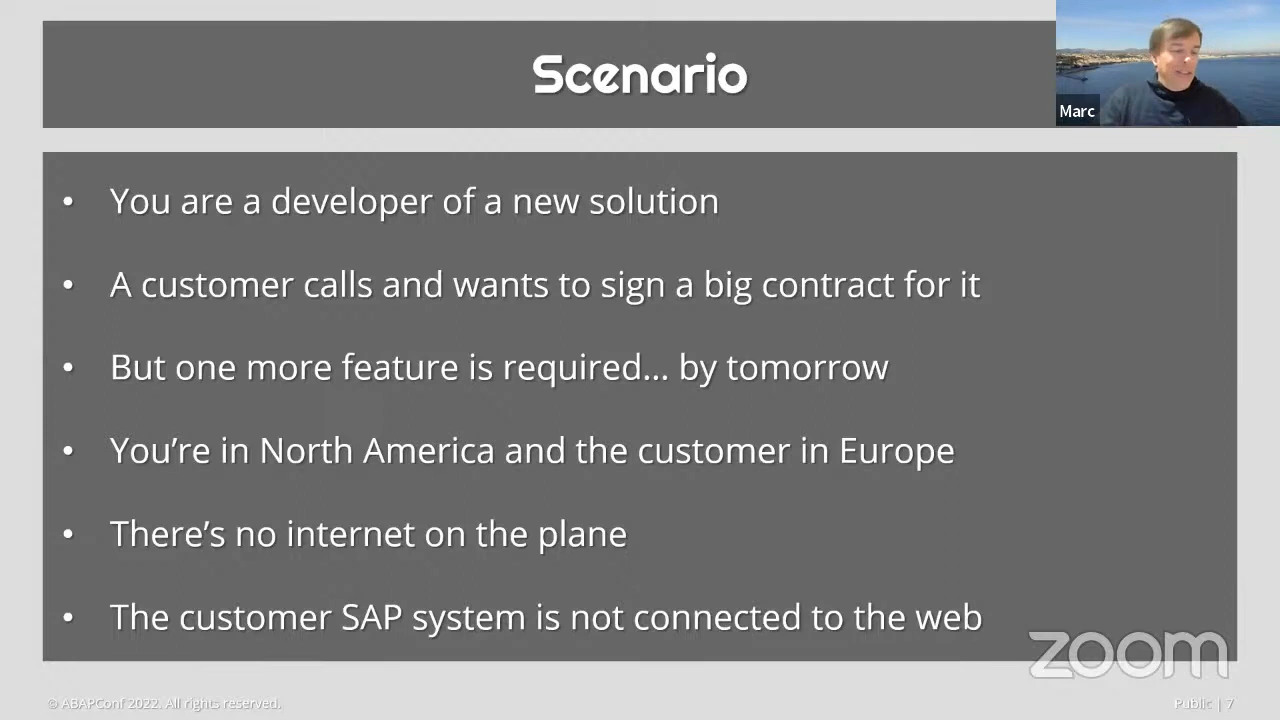 Scenario
Marc
• You are a developer of a new solution
• A customer calls and wants to sign a big contract for it
• But one more feature is required... by tomorrow
• You’re in North America and the customer in Europe
• There’s no internet on the plane
• The customer SAP system is not connected to the web
zoom
© ABAPConf 2022. All rights reserved.
Public | 7